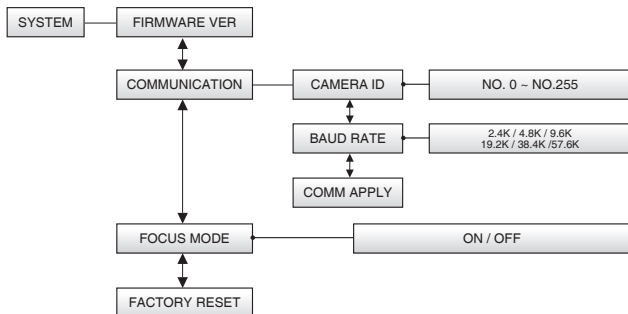 SYSTEM
FIRMWARE VER
COMMUNICATION
CAMERA ID
NO. 0 ~ NO.255
BAUD RATE
2.4K / 4.8K / 9.6K
19.2K / 38.4K /57.6K
COMM APPLY
FOCUS MODE
ON / OFF
FACTORY RESET